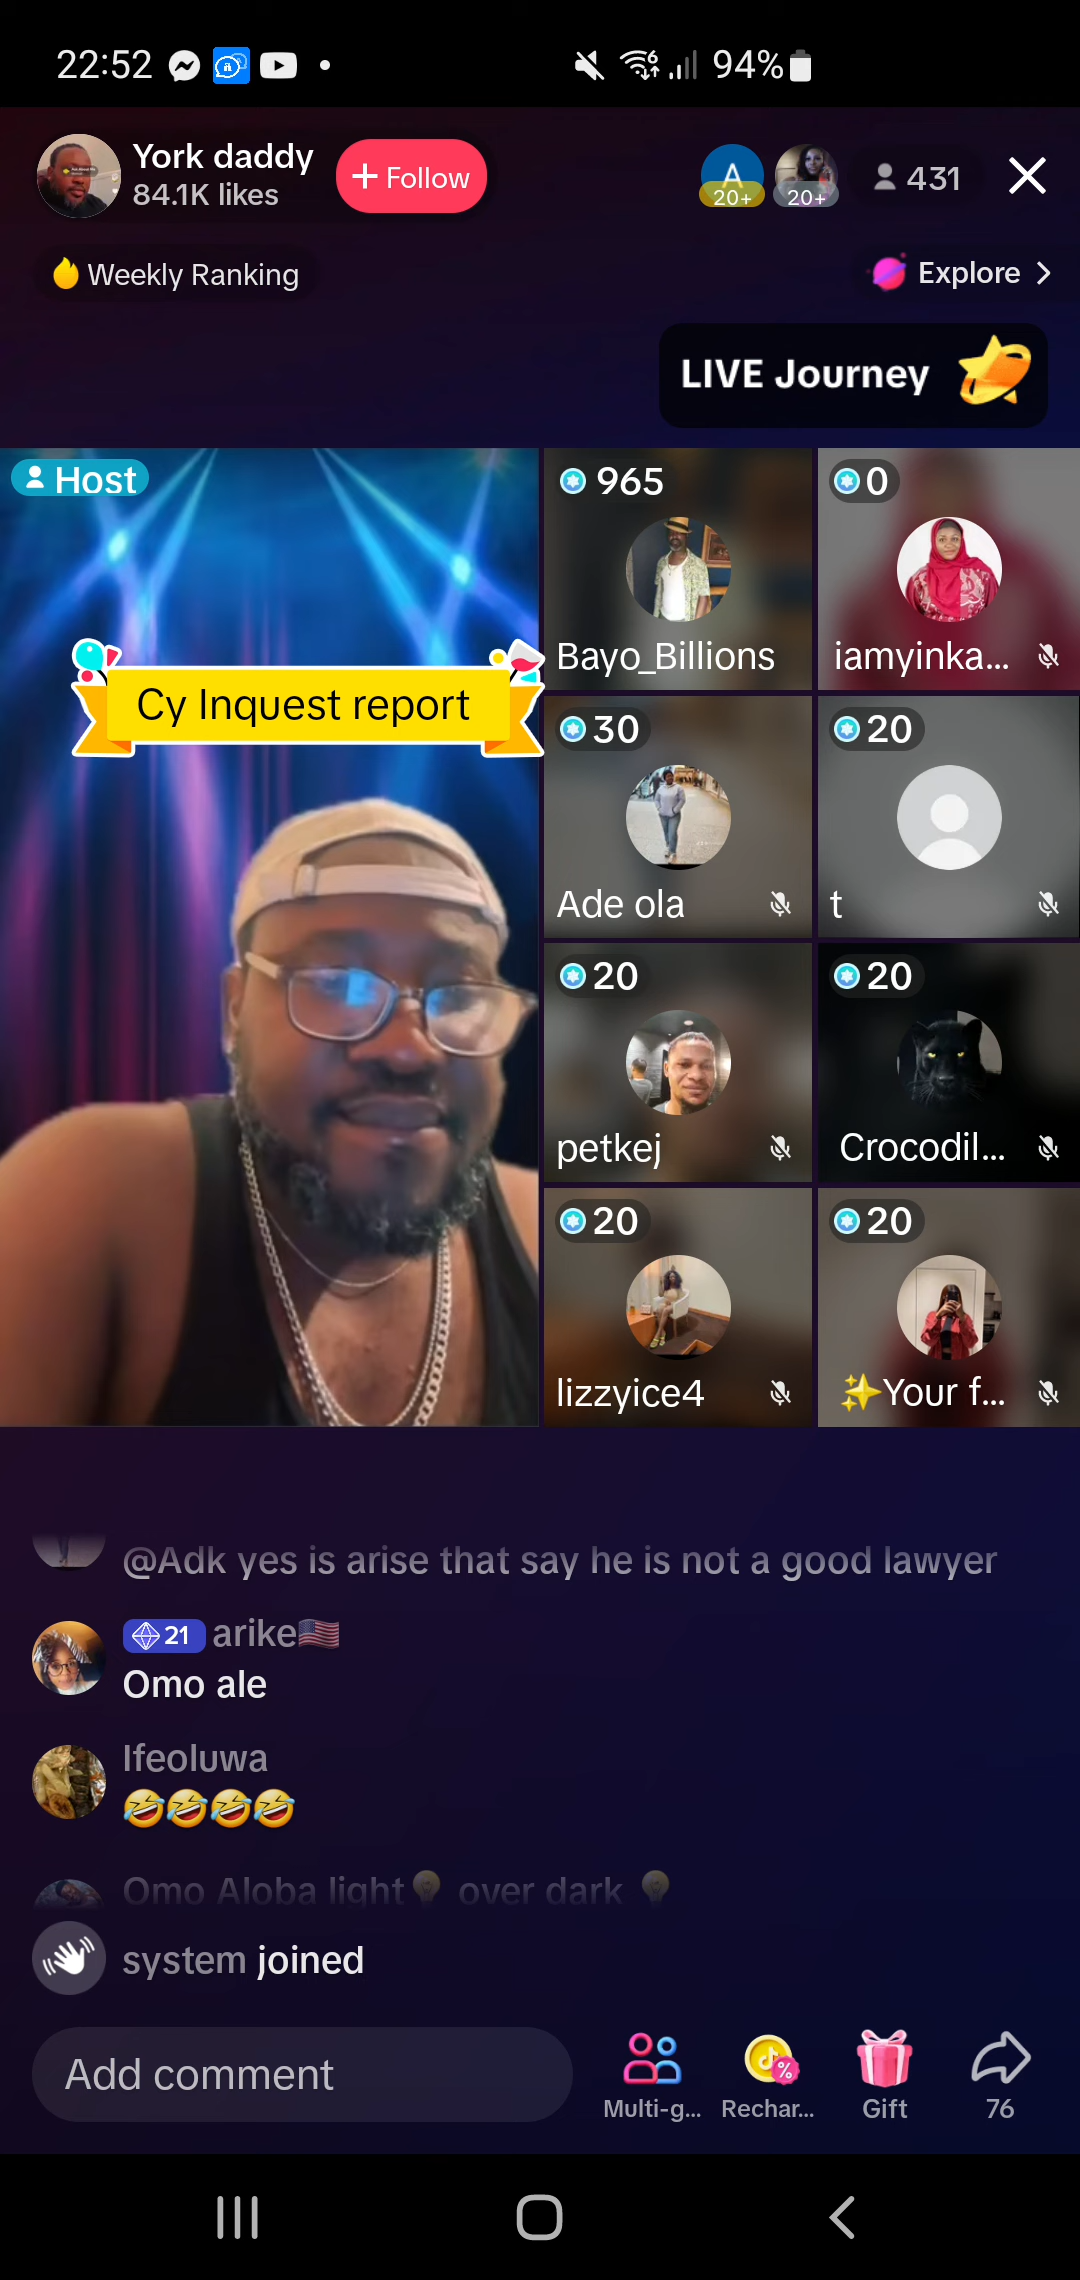 22:52
94%
York daddy
84.1K likes
+ Follow
A
20+
20+
431
Weekly Ranking
Explore
LIVE Journey
Host
Cy Inquest report
965
Bayo_Billions
0
iamyinka...
30
Ade ola
20
t
20
petkej
20
Crocodil...
20
lizzyice4
20
✨Your f...
@Adk yes is arise that say he is not a good lawyer
21 arike🇺🇸
Omo ale
Ifeoluwa
🤣🤣🤣🤣
Omo Aloba light💡 over dark 💡
system joined
Add comment
Multi-g...
Rechar...
Gift
76